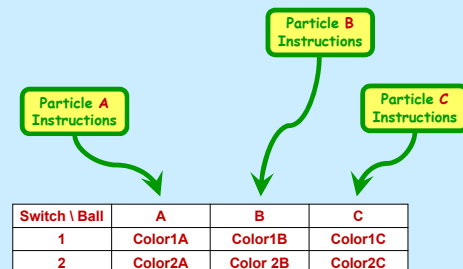 Particle B
Instructions
Particle A
Instructions
Particle C
Instructions
Switch \ Ball A B C
1 Color1A Color1B Color1C
2 Color2A Color 2B Color2C